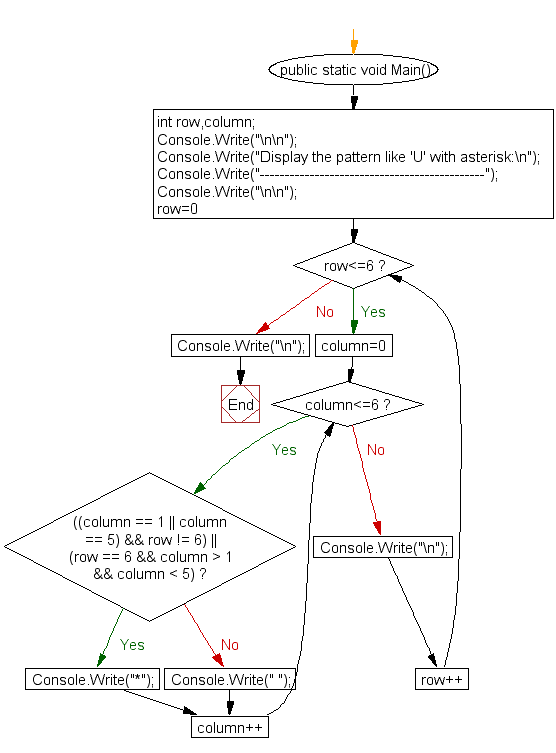 public static void Main()
int row,column;
Console.Write("\n\n");
Console.Write("Display the pattern like 'U' with asterisk:\n");
Console.Write("---------------------------------------------");
Console.Write("\n\n");
row=0
row<=6 ?
No
Yes
Console.Write("\n");
column=0
End
column<=6 ?
Yes
No
((column == 1 || column
== 5) && row != 6) ||
(row == 6 && column > 1
&& column < 5) ?
Console.Write("\n");
Yes
No
Console.Write("*");
Console.Write(" ");
row++
column++